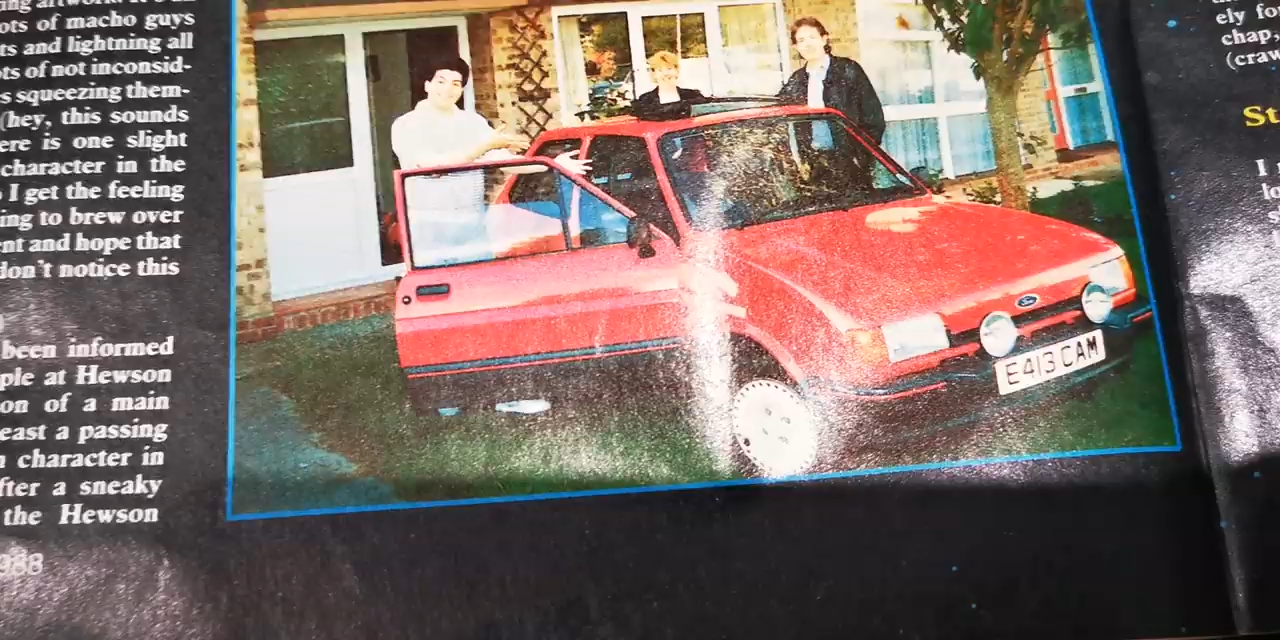 ots of macho guys
ts and lightning all
ots of not inconsid-
s squeezing them-
(hey, this sounds
ere is one slight
character in the
I get the feeling
ing to brew over
nt and hope that
don't notice this
been informed
ple at Hewson
on of a main
east a passing
character in
fter a sneaky
the Hewson
988
Ford
E413 CAM
ely fo
chap,
(craw
St
I